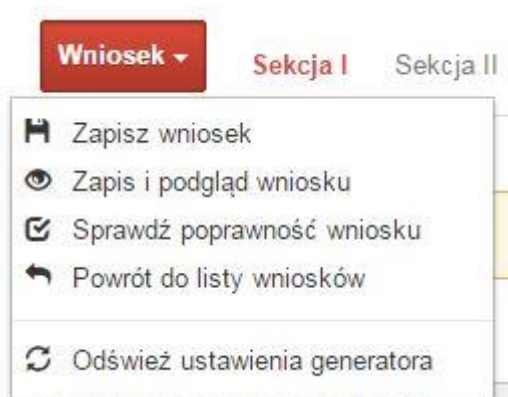 Wniosek
Sekcja I Sekcja II
Zapisz wniosek
Zapis i podgląd wniosku
Sprawdź poprawność wniosku
Powrót do listy wniosków
Odśwież ustawienia generatora